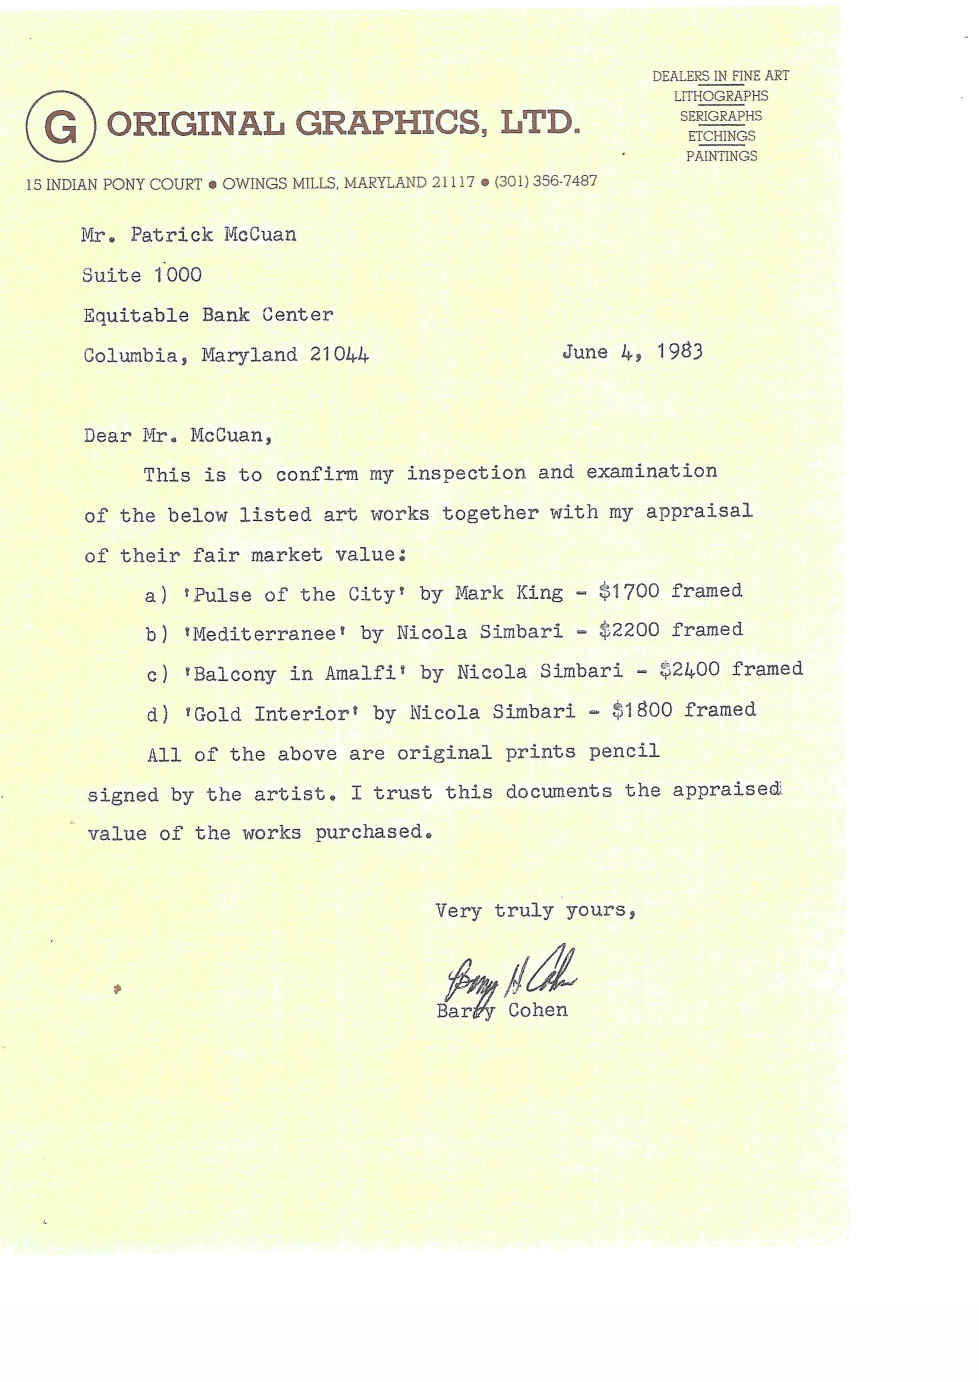 DEALERS IN FINE ART
LITHOGRAPHS
SERIGRAPHS
ETCHINGS
PAINTINGS
G ORIGINAL GRAPHICS, LTD.
15 INDIAN PONY COURT ● OWINGS MILLS, MARYLAND 21117 ● (301) 356-7487
Mr. Patrick McCuan
Suite 1000
Equitable Bank Center
Columbia, Maryland 21044 June 4, 1983
Dear Mr. McCuan,
This is to confirm my inspection and examination
of the below listed art works together with my appraisal
of their fair market value:
a) 'Pulse of the City' by Mark King - $1700 framed
b) 'Mediterranee' by Nicola Simbari - $2200 framed
c) 'Balcony in Amalfi' by Nicola Simbari - $2400 framed
d) 'Gold Interior' by Nicola Simbari - $1800 framed
All of the above are original prints pencil
signed by the artist. I trust this documents the appraised
value of the works purchased.
Very truly yours,
Barry H Cohen
Barry Cohen